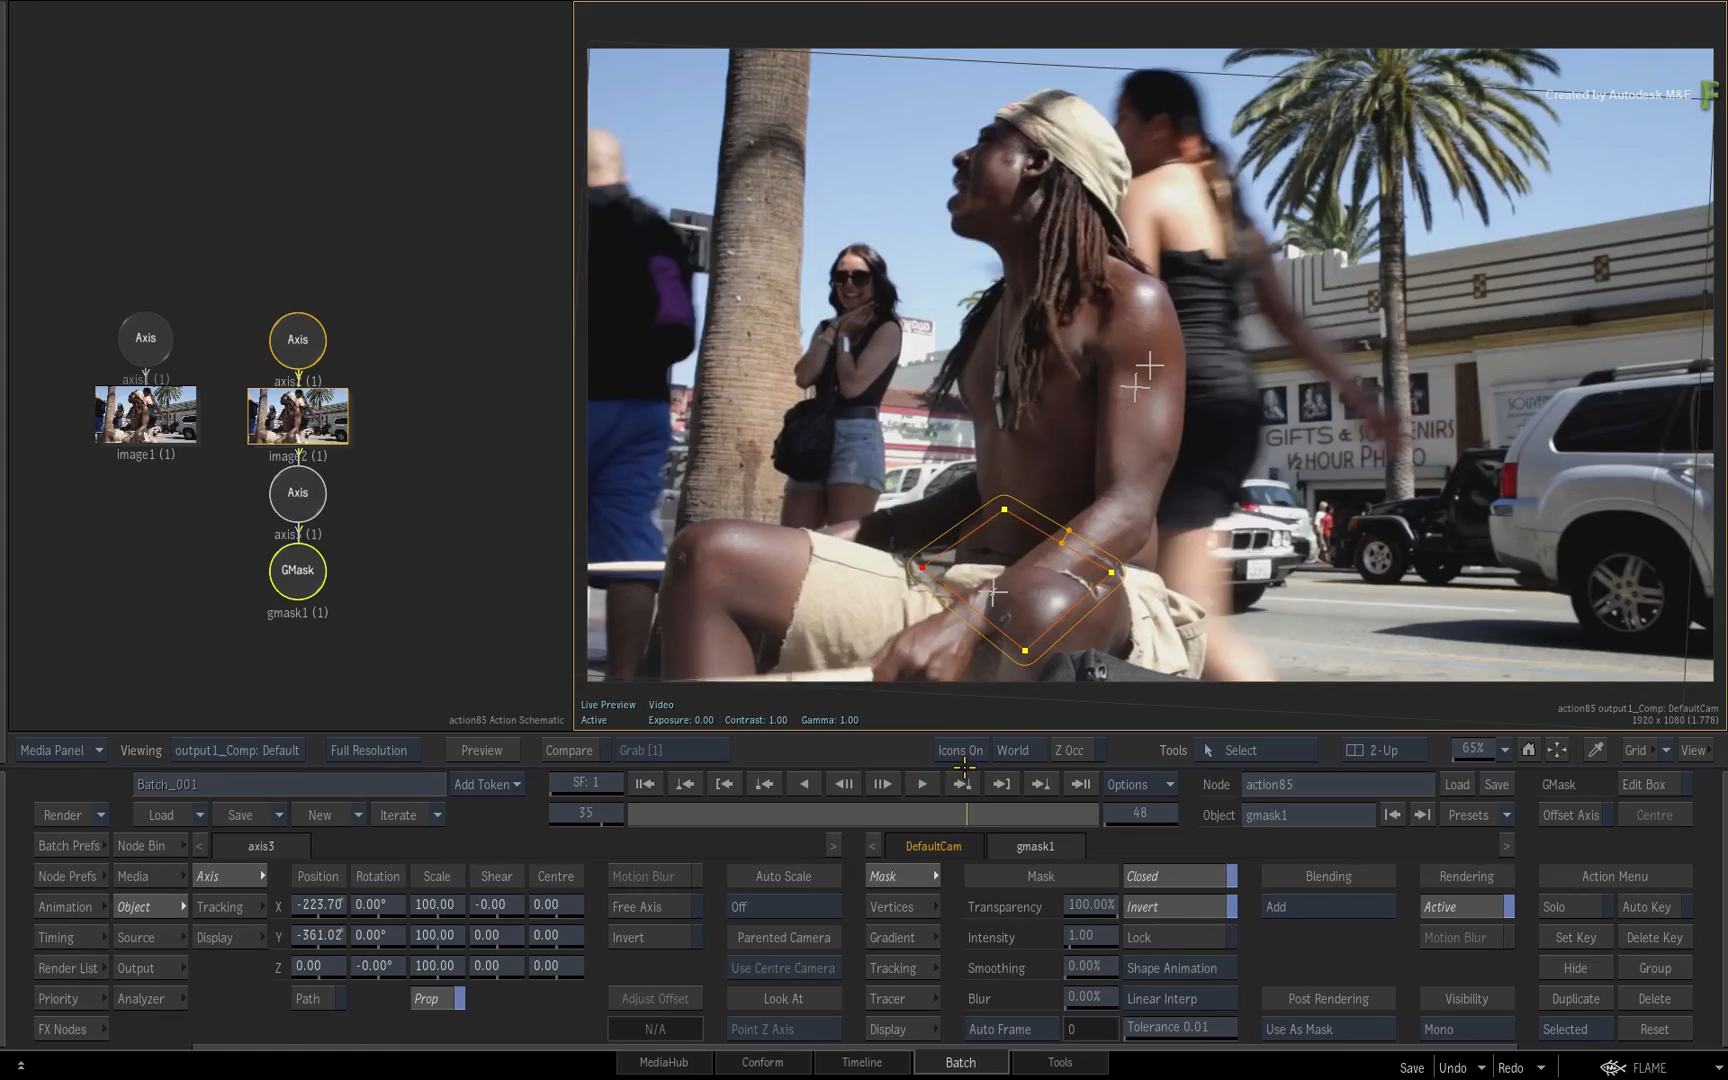 Created by Autodesk M&E
GIFTS & SOUVENIRS
½ HOUR PHOTO
Axis
Axis
axis1 (1)
image1 (1)
image2 (1)
Axis
GMask
gmask1 (1)
action85 Action Schematic
Live Preview Video
Active Exposure: 0.00 Contrast: 1.00 Gamma: 1.00
action85 output1_Comp: DefaultCam
1920 x 1080 (1.778)
Media Panel Viewing output1_Comp: Default Full Resolution Preview Compare Grab [1] Icons On World Z Occ Tools Select 2-Up 65% Grid View
Batch_001 Add Token SF: 1 Options Node action85 Load Save GMask Edit Box
Render Load Save New Iterate 35 48 Object gmask1 Presets Offset Axis Centre
Batch Prefs Node Bin < axis3 > < DefaultCam gmask1 >
Node Prefs Media Axis Position Rotation Scale Shear Centre Motion Blur Auto Scale Mask Mask Closed Blending Rendering Action Menu
Animation Object Tracking X -223.70 0.00° 100.00 -0.00 0.00 Free Axis Off Vertices Transparency 100.00% Invert Add Active Solo Auto Key
Timing Source Display Y -361.02 0.00° 100.00 0.00 0.00 Invert Parented Camera Gradient Intensity 1.00 Lock Motion Blur Set Key Delete Key
Render List Output Z 0.00 -0.00° 100.00 0.00 0.00 Use Centre Camera Tracking Smoothing 0.00% Shape Animation Hide Group
Priority Analyzer Path Prop Adjust Offset Look At Tracer Blur 0.00% Linear Interp Post Rendering Visibility Duplicate Delete
FX Nodes N/A Point Z Axis Display Auto Frame 0 Tolerance 0.01 Use As Mask Mono Selected Reset
MediaHub Conform Timeline Batch Tools
Save Undo Redo FLAME